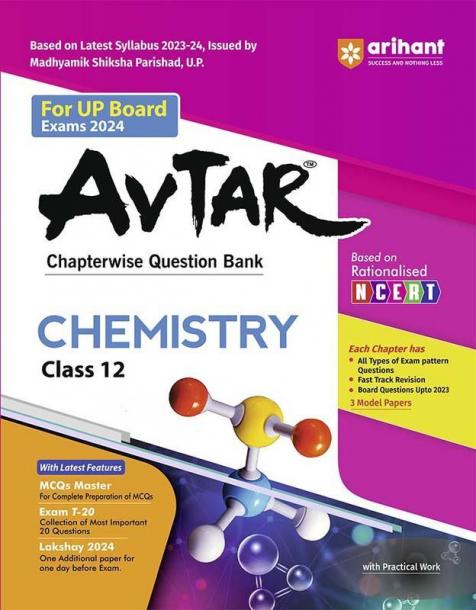 Based on Latest Syllabus 2023-24, Issued by
Madhyamik Shiksha Parishad, U.P.
arihant
SUCCESS AND NOTHING LESS
For UP Board
Exams 2024
AVTAR™
Chapterwise Question Bank
Based on
Rationalised
NCERT
CHEMISTRY
Class 12
Each Chapter has
• All Types of Exam pattern
Questions
• Fast Track Revision
• Board Questions Upto 2023
3 Model Papers
With Latest Features
MCQs Master
For Complete Preparation of MCQs
Exam T-20
Collection of Most Important
20 Questions
Lakshay 2024
One Additional paper for
one day before Exam.
with Practical Work